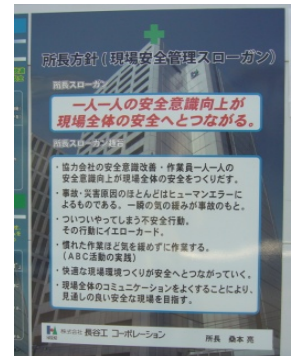 所長方針(現場安全管理スローガン)
所長スローガン
一人一人の安全意識向上が
現場全体の安全へとつながる。
所長スローガン趣旨
・協力会社の安全意識改善・作業員一人一人の
安全意識向上が現場全体の安全をつくりだす。
・事故・災害原因のほとんどはヒューマンエラーに
よるものである。一瞬の気の緩みが事故のもと。
・ついついやってしまう不安全行動。
その行動にイエローカード。
・慣れた作業ほど気を緩めずに作業する。
(ABC活動の実践)
・快適な現場環境つくりが安全へとつながっていく。
・現場全体のコミュニケーションをよくすることにより、
見通しの良い安全な現場を目指す。
株式会社 長谷工 コーポレーション
所長 桑本 亮